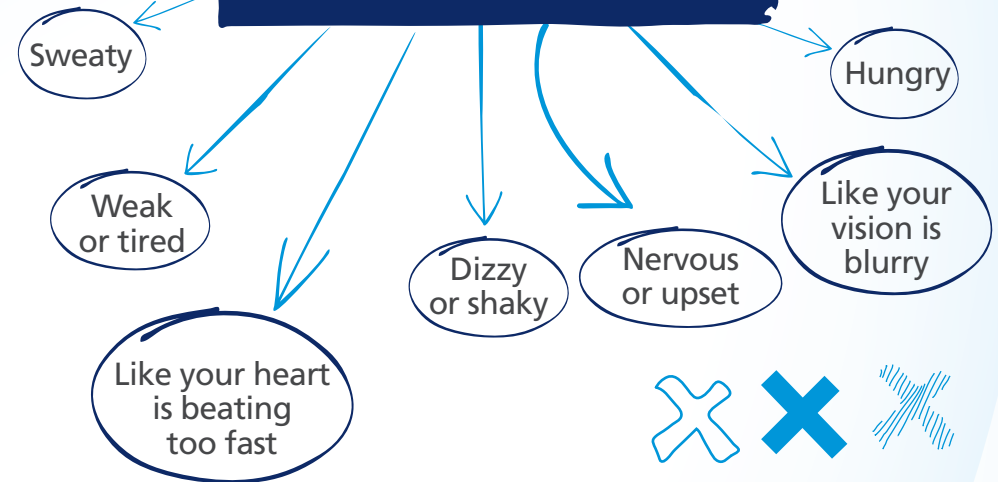 Sweaty
Hungry
Weak
or tired
Like your
vision is
blurry
Dizzy
or shaky
Nervous
or upset
Like your heart
is beating
too fast